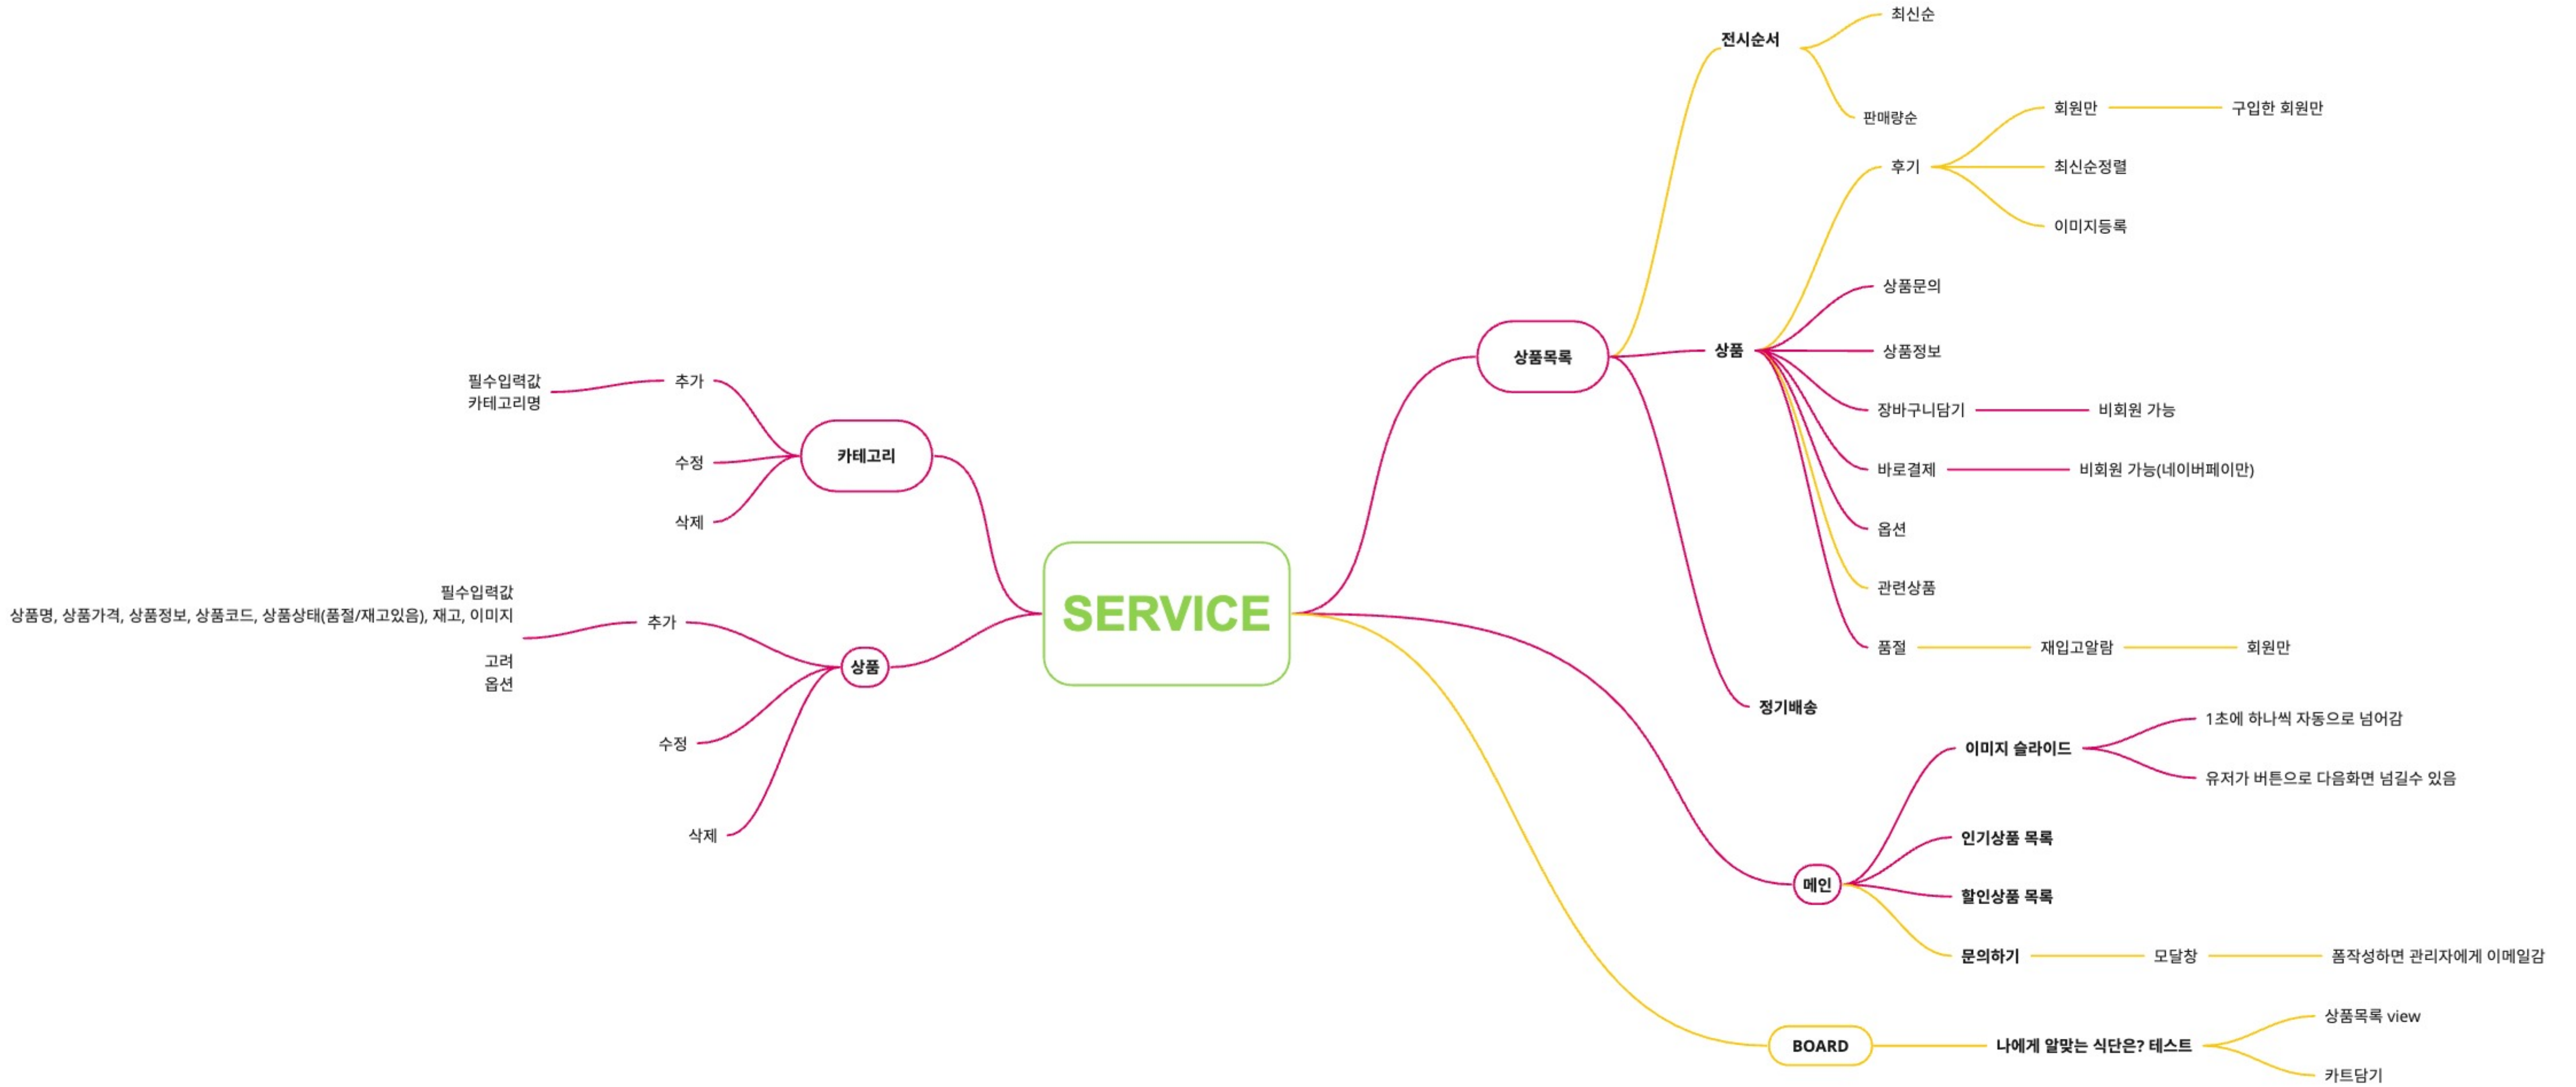 최신순
전시순서
판매량순
회원만
구입한 회원만
후기
최신순정렬
이미지등록
상품문의
상품목록
상품
상품정보
장바구니담기
비회원 가능
바로결제
비회원 가능(네이버페이만)
옵션
관련상품
품절
재입고알람
회원만
정기배송
필수입력값
카테고리명
추가
카테고리
수정
삭제
SERVICE
필수입력값
상품명, 상품가격, 상품정보, 상품코드, 상품상태(품절/재고있음), 재고, 이미지
고려
옵션
추가
상품
수정
삭제
1초에 하나씩 자동으로 넘어감
이미지 슬라이드
유저가 버튼으로 다음화면 넘길수 있음
인기상품 목록
메인
할인상품 목록
문의하기
모달창
폼작성하면 관리자에게 이메일감
상품목록 view
BOARD
나에게 알맞는 식단은? 테스트
카트담기